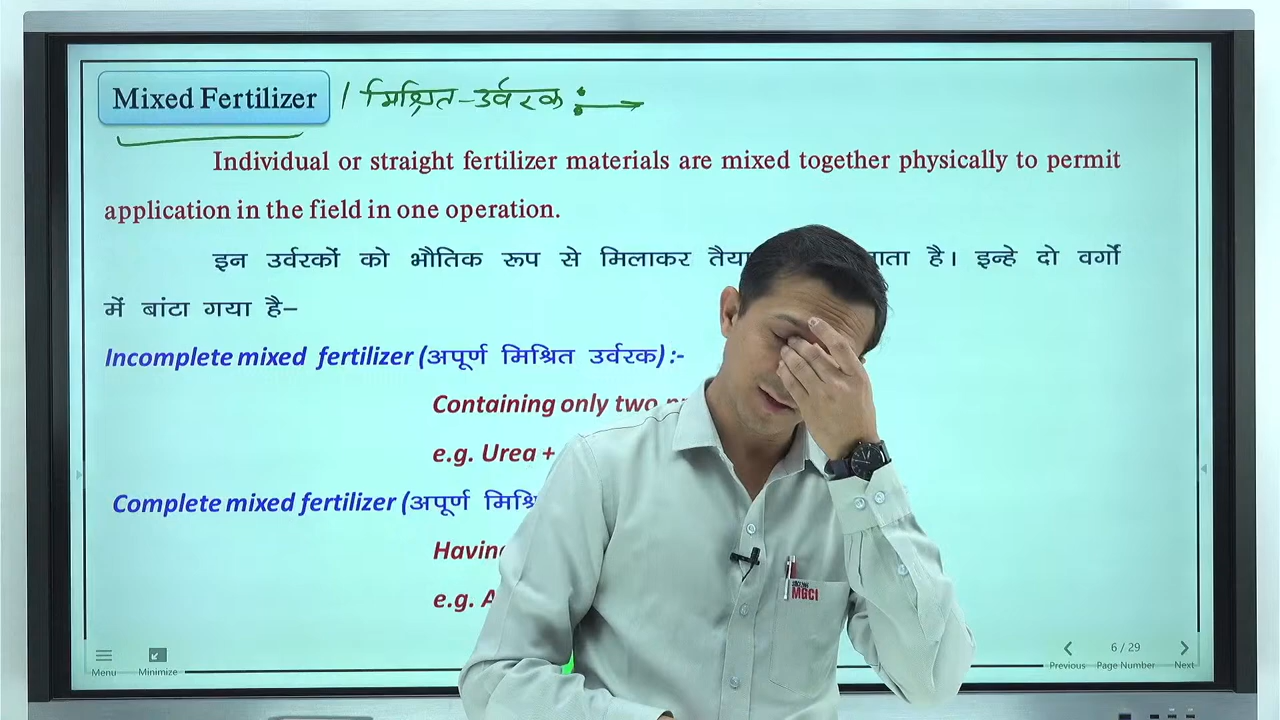 Mixed Fertilizer / मिश्रित-उर्वरक :→
Individual or straight fertilizer materials are mixed together physically to permit
application in the field in one operation.
इन उर्वरकों को भौतिक रूप से मिलाकर है। इन्हे दो वर्गों
में बांटा गया है–
Incomplete mixed fertilizer (अपूर्ण मिश्रित उर्वरक) :-
Containing only two
e.g. Urea +
Complete mixed fertilizer (अपूर्ण
e.g.
MGCI
Menu
Minimize
6 / 29
Previous Page Number Next